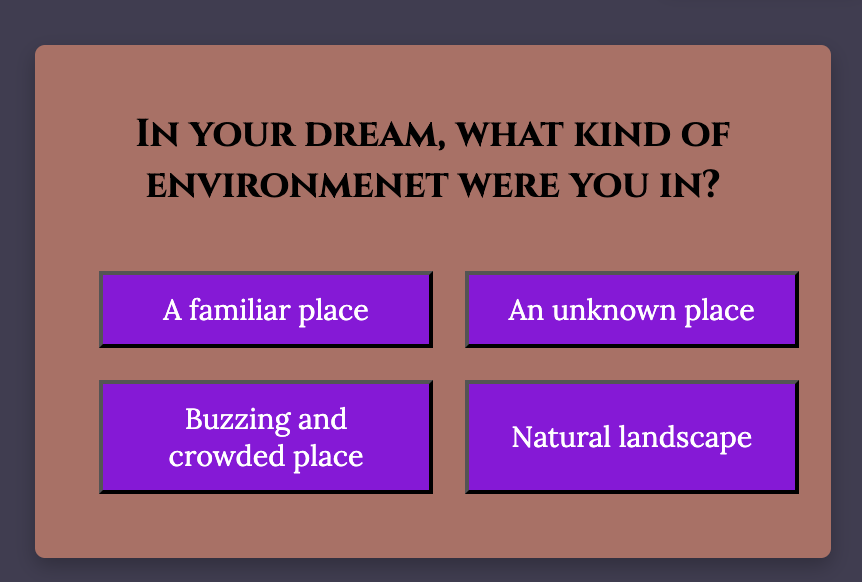 In your dream, what kind of
environmenet were you in?
A familiar place
An unknown place
Buzzing and
crowded place
Natural landscape